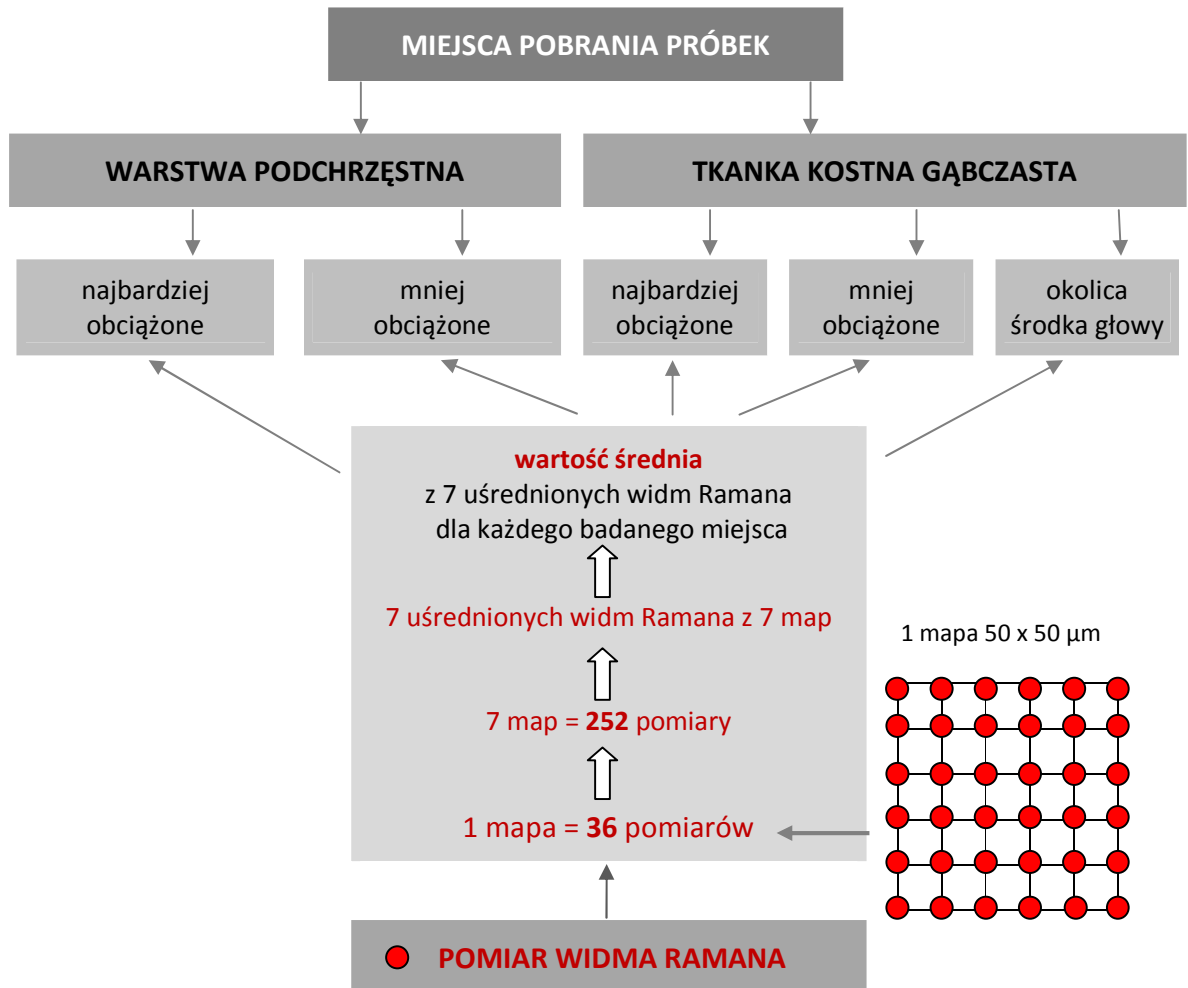 MIEJSCA POBRANIA PRÓBEK
WARSTWA PODCHRZĘSTNA
TKANKA KOSTNA GĄBCZASTA
najbardziej
obciążone
mniej
obciążone
najbardziej
obciążone
mniej
obciążone
okolica
środka głowy
wartość średnia
z 7 uśrednionych widm Ramana
dla każdego badanego miejsca
7 uśrednionych widm Ramana z 7 map
7 map = 252 pomiary
1 mapa = 36 pomiarów
1 mapa 50 x 50 µm
POMIAR WIDMA RAMANA